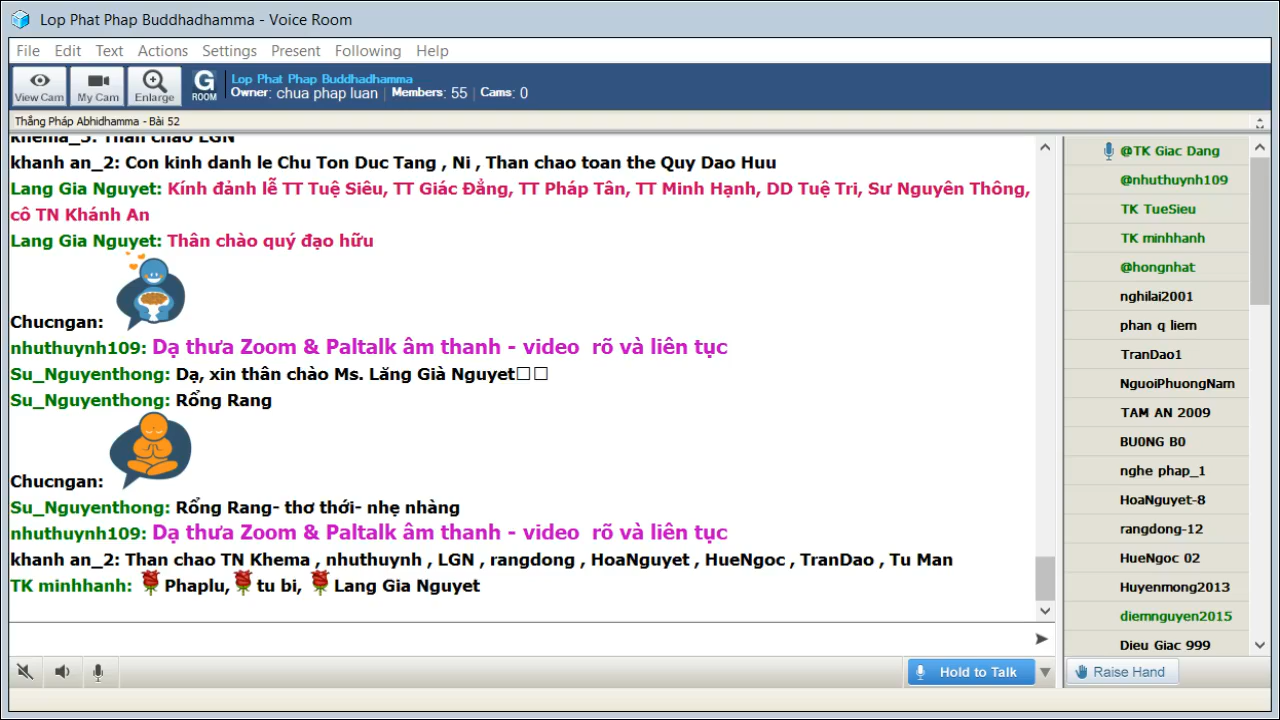 Lop Phat Phap Buddhadhamma - Voice Room
File Edit Text Actions Settings Present Following Help
View Cam My Cam Enlarge G ROOM
Lop Phat Phap Buddhadhamma
Owner: chua phap luan | Members: 55 | Cams: 0
Thắng Pháp Abhidhamma - Bài 52
khema_5: Than chao LGN
khanh an_2: Con kinh danh le Chu Ton Duc Tang , Ni , Than chao toan the Quy Dao Huu
Lang Gia Nguyet: Kính đảnh lễ TT Tuệ Siêu, TT Giác Đẳng, TT Pháp Tân, TT Minh Hạnh, DD Tuệ Tri, Sư Nguyên Thông,
cô TN Khánh An
Lang Gia Nguyet: Thân chào quý đạo hữu
Chucngan:
nhuthuynh109: Dạ thưa Zoom & Paltalk âm thanh - video rõ và liên tục
Su_Nguyenthong: Dạ, xin thân chào Ms. Lăng Già Nguyet
Su_Nguyenthong: Rổng Rang
Chucngan:
Su_Nguyenthong: Rổng Rang- thơ thới- nhẹ nhàng
nhuthuynh109: Dạ thưa Zoom & Paltalk âm thanh - video rõ và liên tục
khanh an_2: Than chao TN Khema , nhuthuynh , LGN , rangdong , HoaNguyet , HueNgoc , TranDao , Tu Man
TK minhhanh: Phaplu, tu bi, Lang Gia Nguyet
@TK Giac Dang
@nhuthuynh109
TK TueSieu
TK minhhanh
@hongnhat
nghilai2001
phan q liem
TranDao1
NguoiPhuongNam
TAM AN 2009
BU0NG B0
nghe phap_1
HoaNguyet-8
rangdong-12
HueNgoc 02
Huyenmong2013
diemnguyen2015
Dieu Giac 999
Hold to Talk
Raise Hand